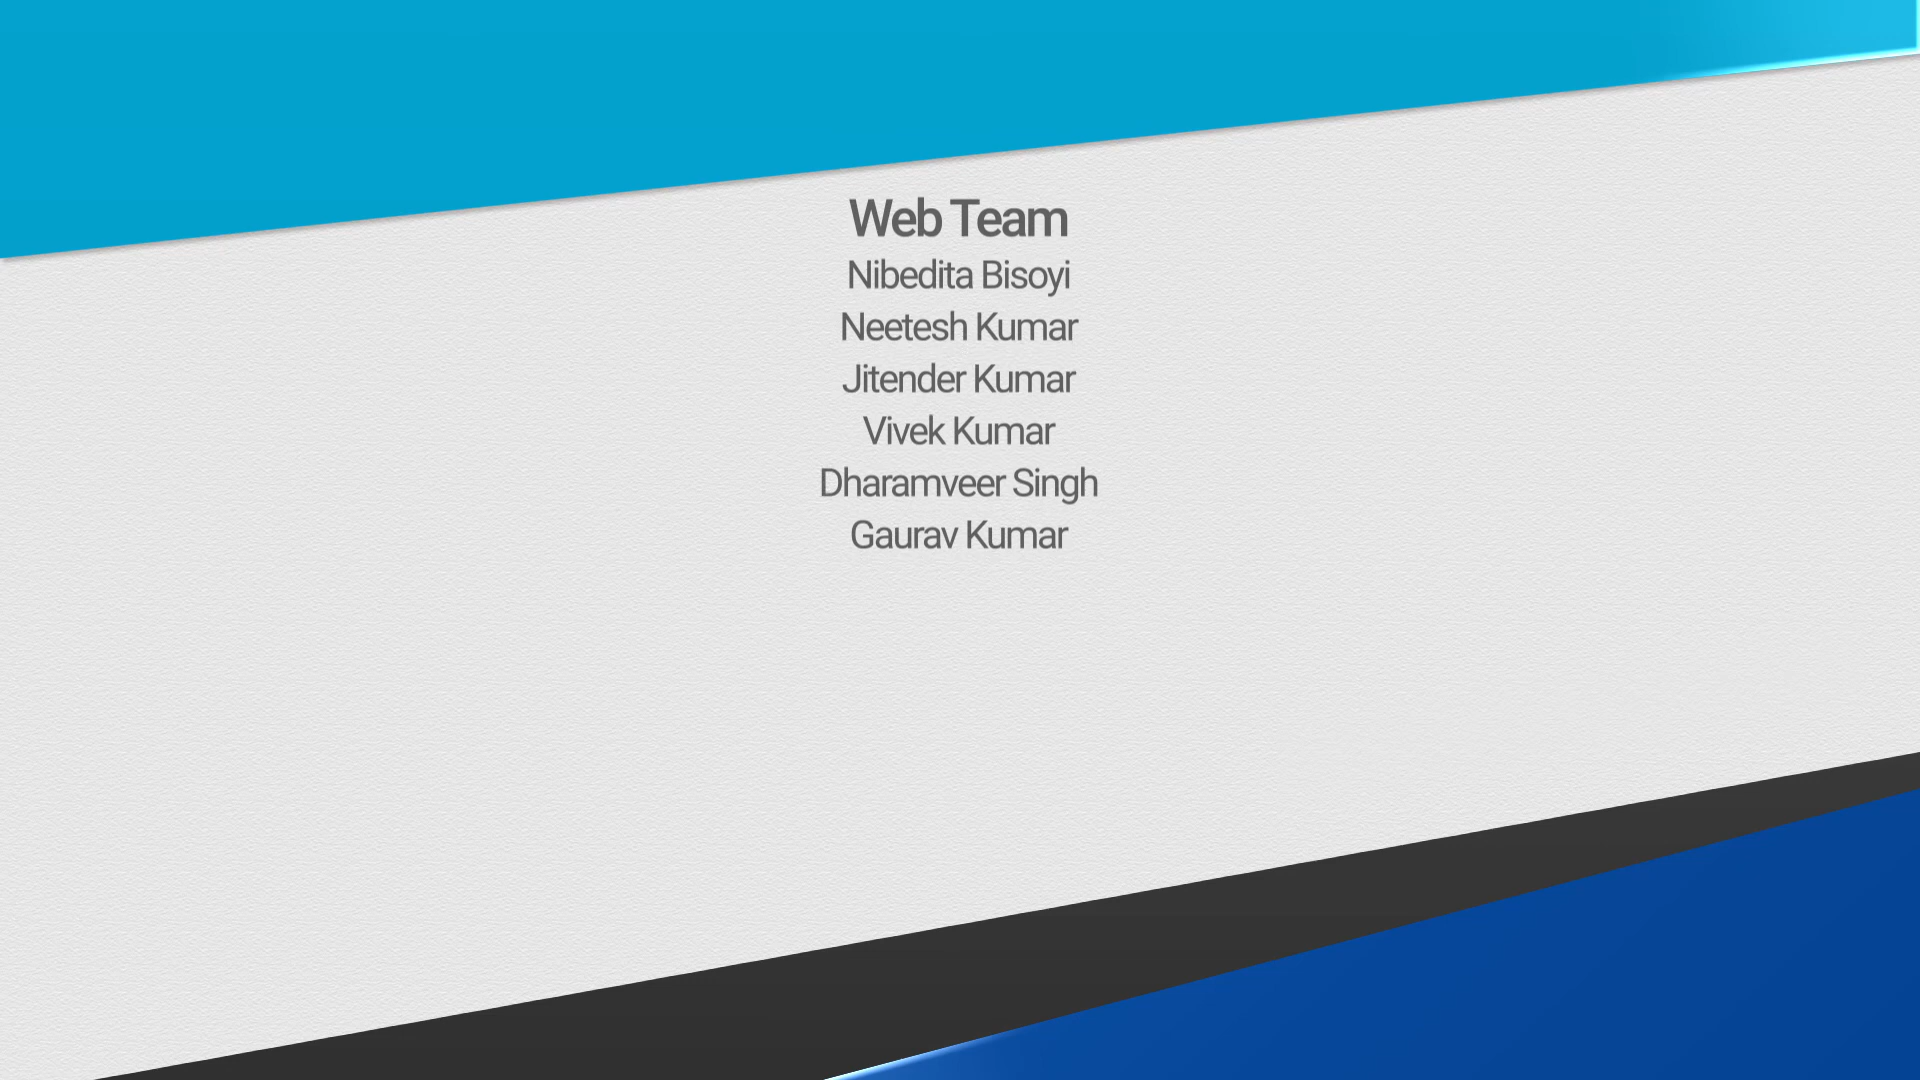 Web Team
Nibedita Bisoyi
Neetesh Kumar
Jitender Kumar
Vivek Kumar
Dharamveer Singh
Gaurav Kumar